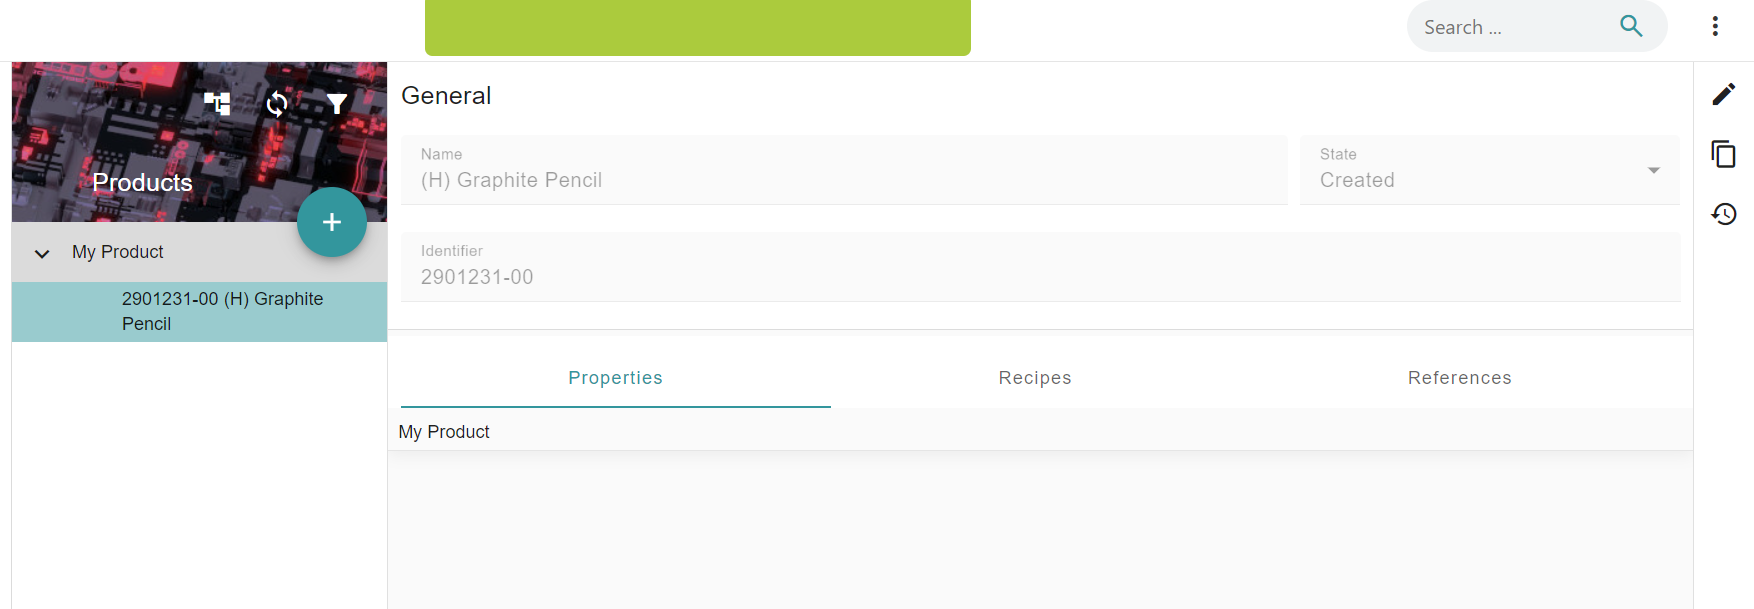 Search ...
Products
My Product
2901231-00 (H) Graphite
Pencil
General
Name
(H) Graphite Pencil
State
Created
Identifier
2901231-00
Properties
Recipes
References
My Product